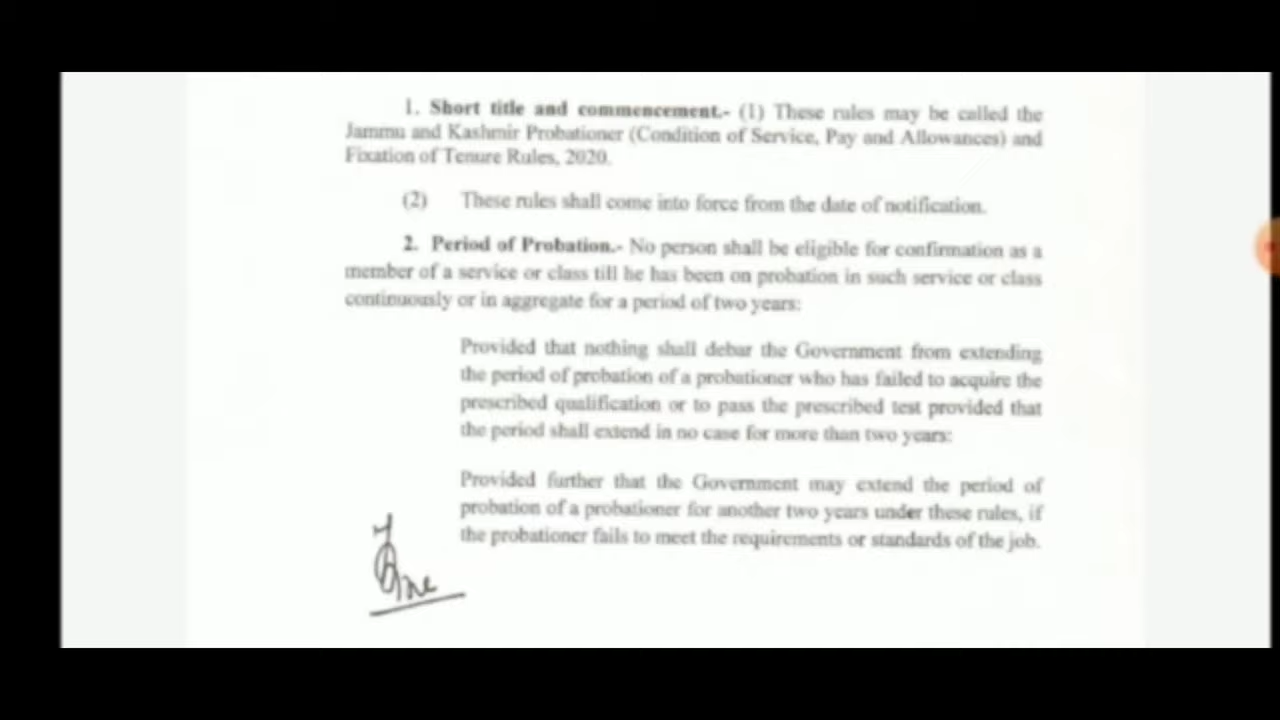 1. Short title and commencement.- (1) These rules may be called the
Jammu and Kashmir Probationer (Condition of Service, Pay and Allowances) and
Fixation of Tenure Rules, 2020.
(2) These rules shall come into force from the date of notification.
2. Period of Probation.- No person shall be eligible for confirmation as a
member of a service or class till he has been on probation in such service or class
continuously or in aggregate for a period of two years:
Provided that nothing shall debar the Government from extending
the period of probation of a probationer who has failed to acquire the
prescribed qualification or to pass the prescribed test provided that
the period shall extend in no case for more than two years:
Provided further that the Government may extend the period of
probation of a probationer for another two years under these rules, if
the probationer fails to meet the requirements or standards of the job.